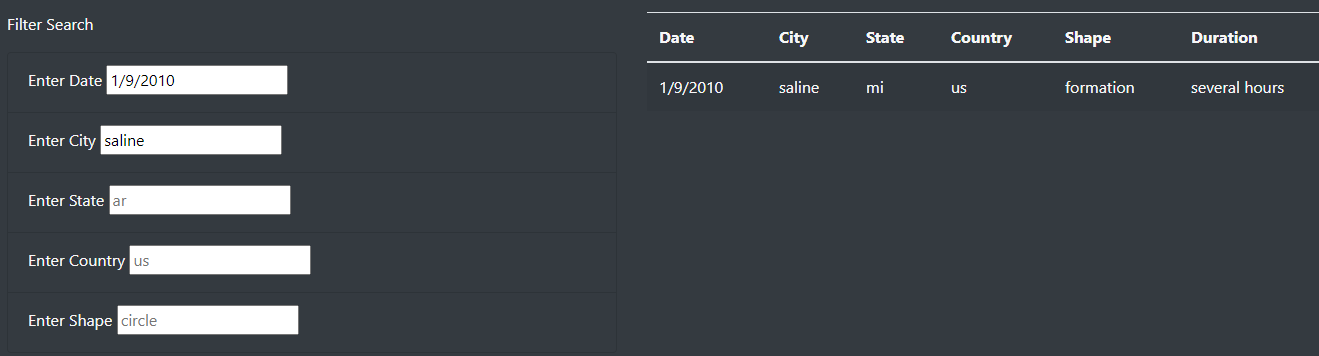 Filter Search
Enter Date 1/9/2010
Enter City saline
Enter State ar
Enter Country us
Enter Shape circle
Date City State Country Shape Duration
1/9/2010 saline mi us formation several hours